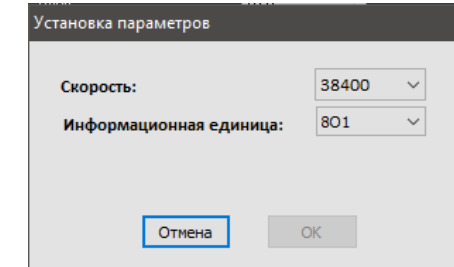 Установка параметров
Скорость: 38400
Информационная единица: 8O1
Отмена OK